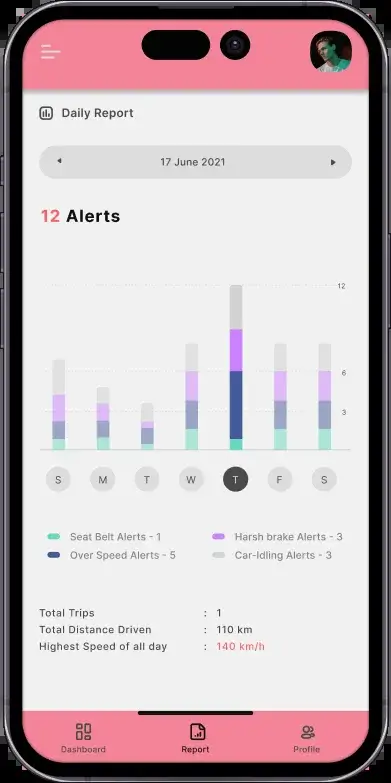 Daily Report
17 June 2021
12 Alerts
12
6
3
S M T W T F S
Seat Belt Alerts - 1 Harsh brake Alerts - 3
Over Speed Alerts - 5 Car-Idling Alerts - 3
Total Trips : 1
Total Distance Driven : 110 km
Highest Speed of all day : 140 km/h
Dashboard Report Profile